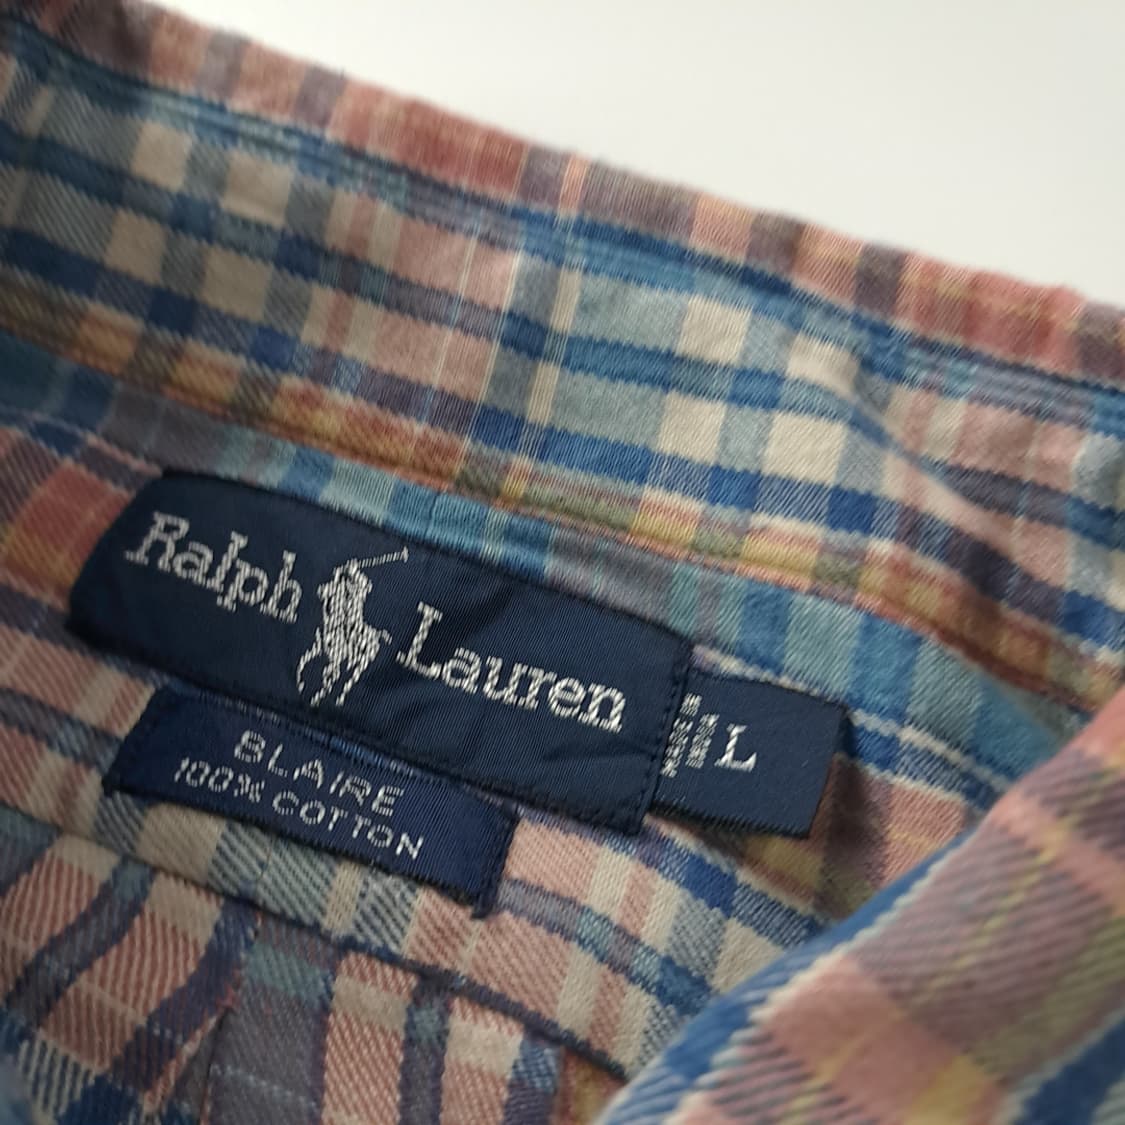 Ralph Lauren
L
BLAIRE
100% COTTON